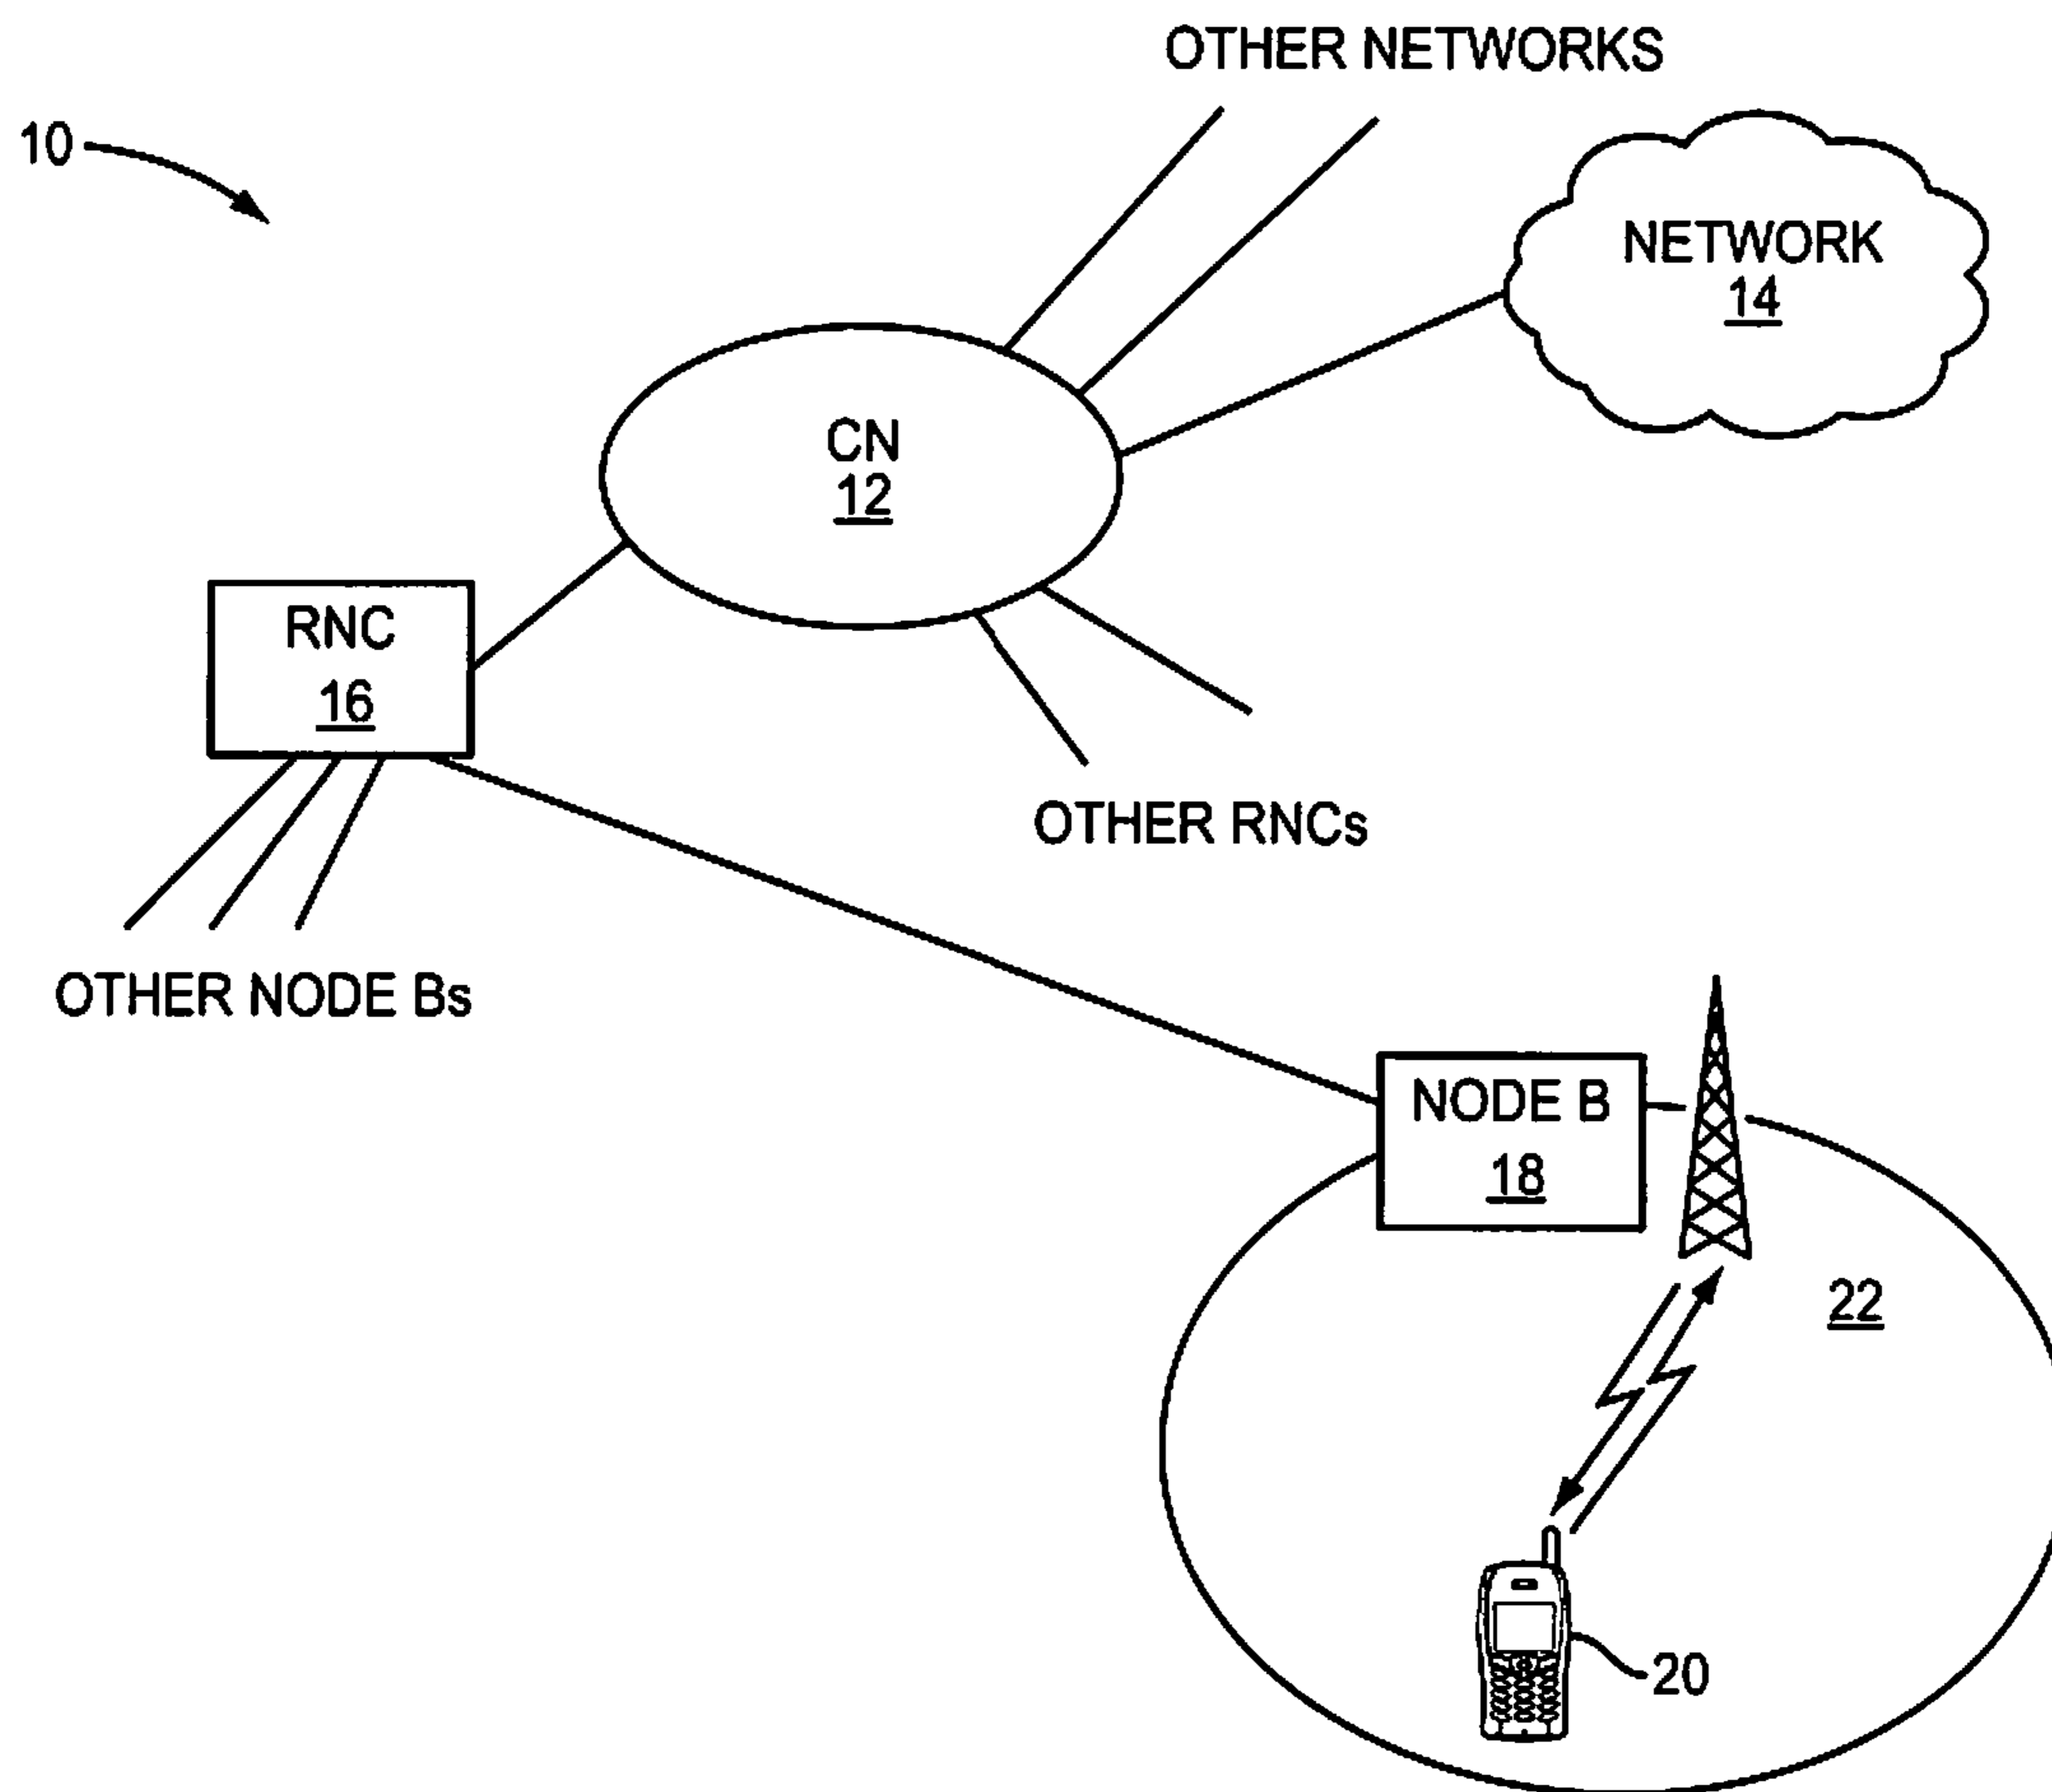 OTHER NETWORKS
10
NETWORK
14
CN
12
RNC
16
OTHER RNCs
OTHER NODE Bs
NODE B
18
22
20